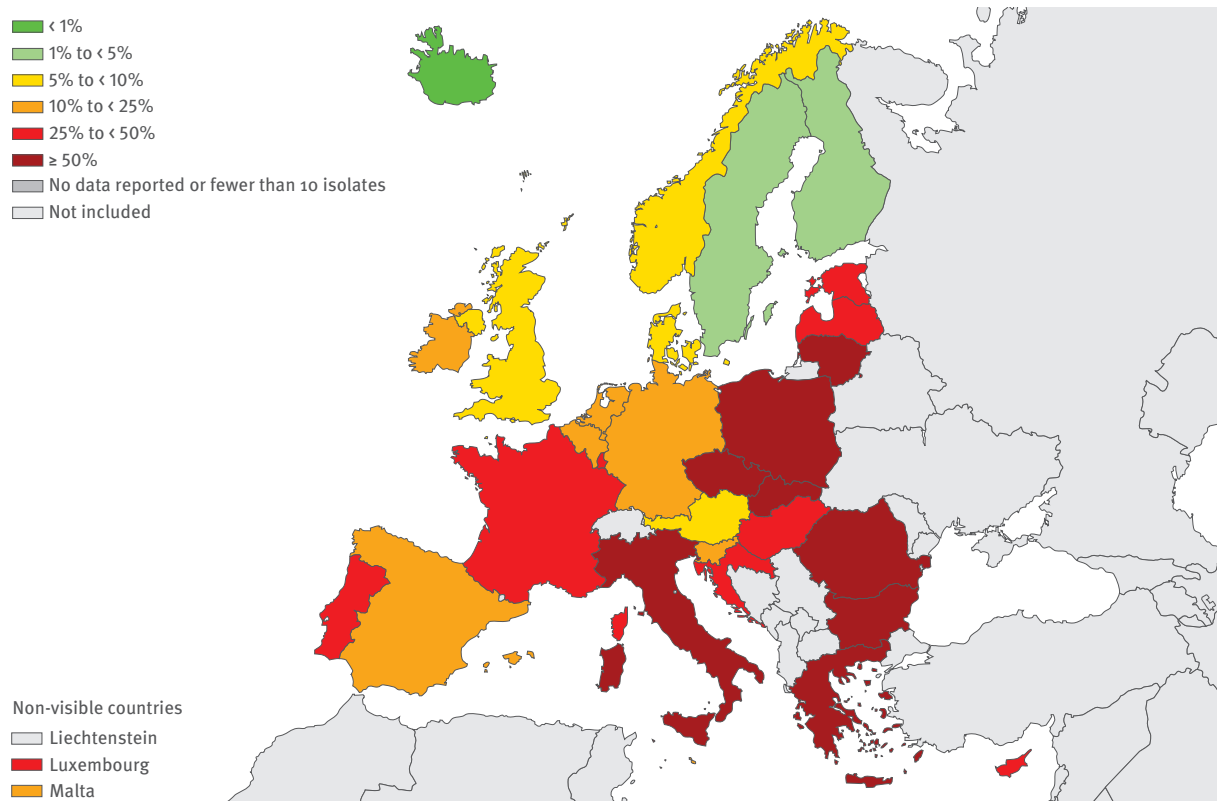 ‹ 1%
1% to ‹ 5%
5% to ‹ 10%
10% to ‹ 25%
25% to ‹ 50%
≥ 50%
No data reported or fewer than 10 isolates
Not included
Non-visible countries
Liechtenstein
Luxembourg
Malta